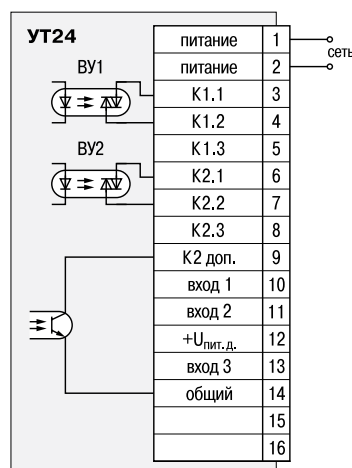 УТ24
ВУ1
ВУ2
питание 1
питание 2
сеть
К1.1 3
К1.2 4
К1.3 5
К2.1 6
К2.2 7
К2.3 8
К2 доп. 9
вход 1 10
вход 2 11
+Uпит.д. 12
вход 3 13
общий 14
15
16